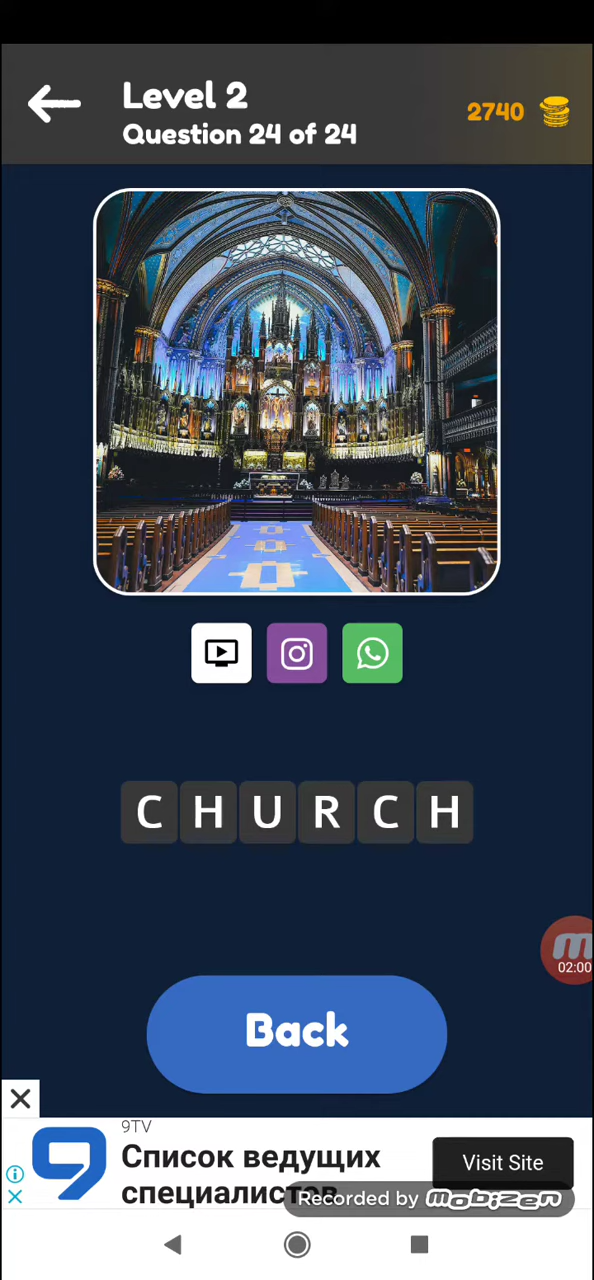 Level 2
Question 24 of 24
2740
C H U R C H
02:00
Back
9TV
Список ведущих
специалистов
Visit Site
Recorded by mobizen